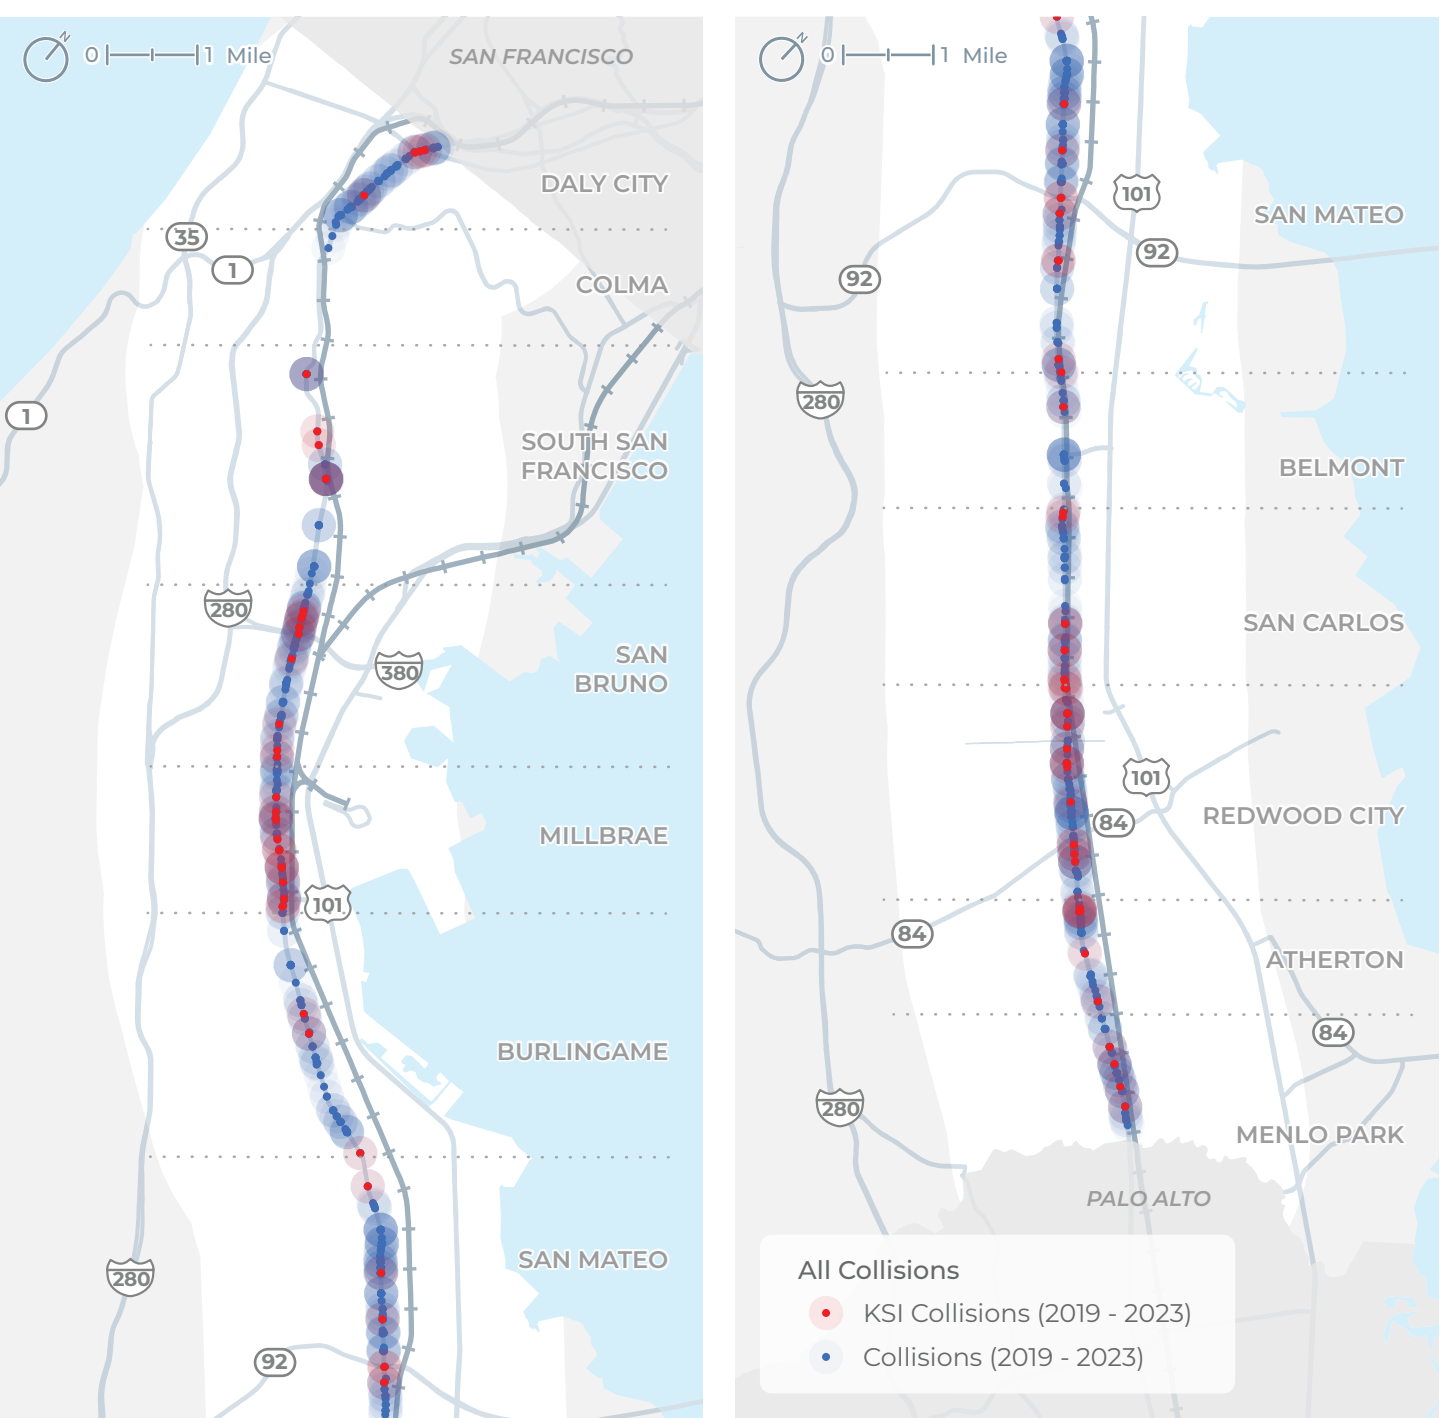 N
0 1 Mile
SAN FRANCISCO
DALY CITY
35
1
COLMA
1
SOUTH SAN
FRANCISCO
280
380
SAN
BRUNO
MILLBRAE
101
BURLINGAME
280
SAN MATEO
92
N
0 1 Mile
101
SAN MATEO
92
92
280
BELMONT
SAN CARLOS
101
REDWOOD CITY
84
84
ATHERTON
84
280
MENLO PARK
PALO ALTO
All Collisions
KSI Collisions (2019 - 2023)
Collisions (2019 - 2023)